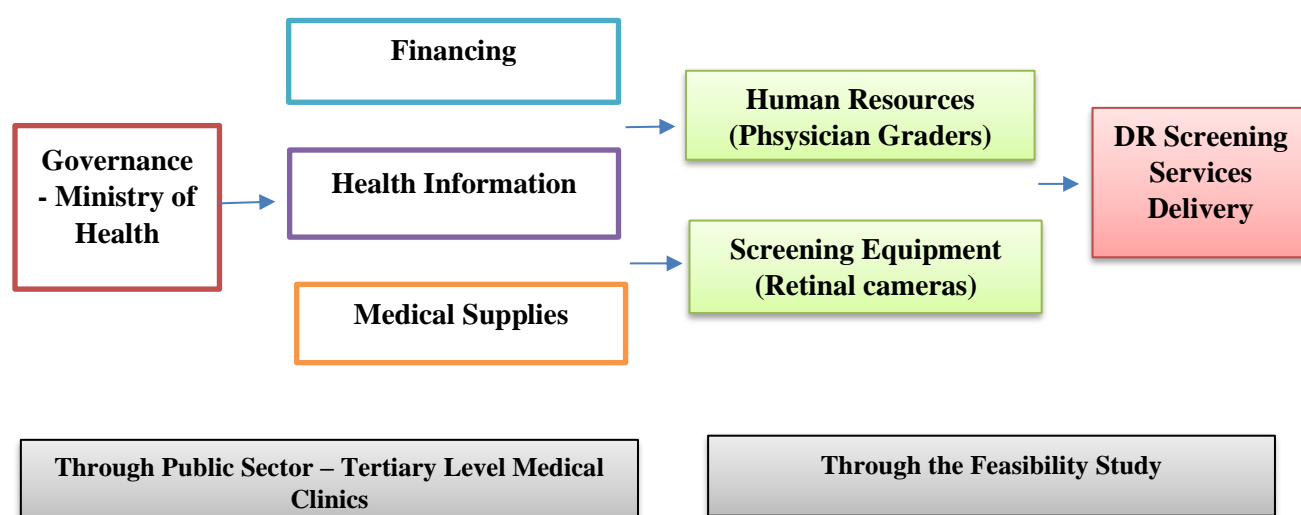 Governance
- Ministry of
Health
Financing
Health Information
Medical Supplies
Human Resources
(Phsysician Graders)
Screening Equipment
(Retinal cameras)
DR Screening
Services
Delivery
Through Public Sector – Tertiary Level Medical
Clinics
Through the Feasibility Study